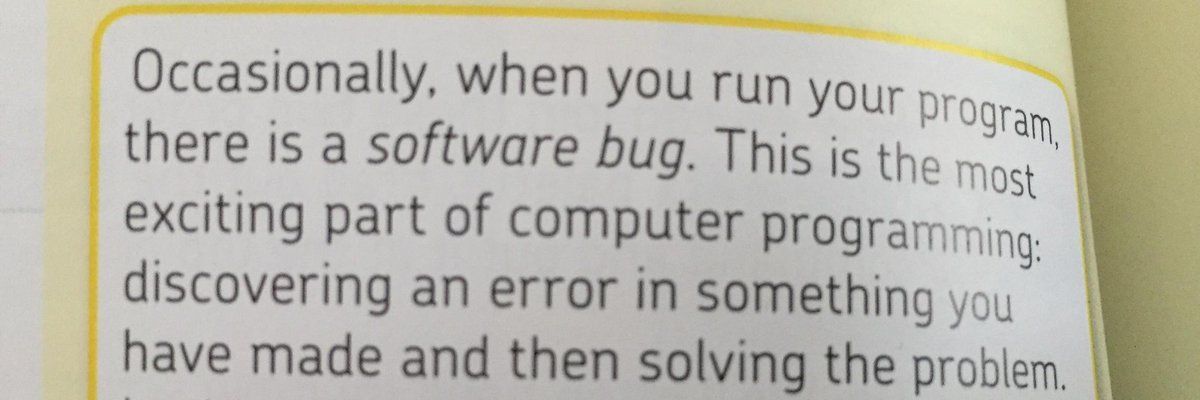 Occasionally, when you run your program,
there is a software bug. This is the most
exciting part of computer programming:
discovering an error in something you
have made and then solving the problem.